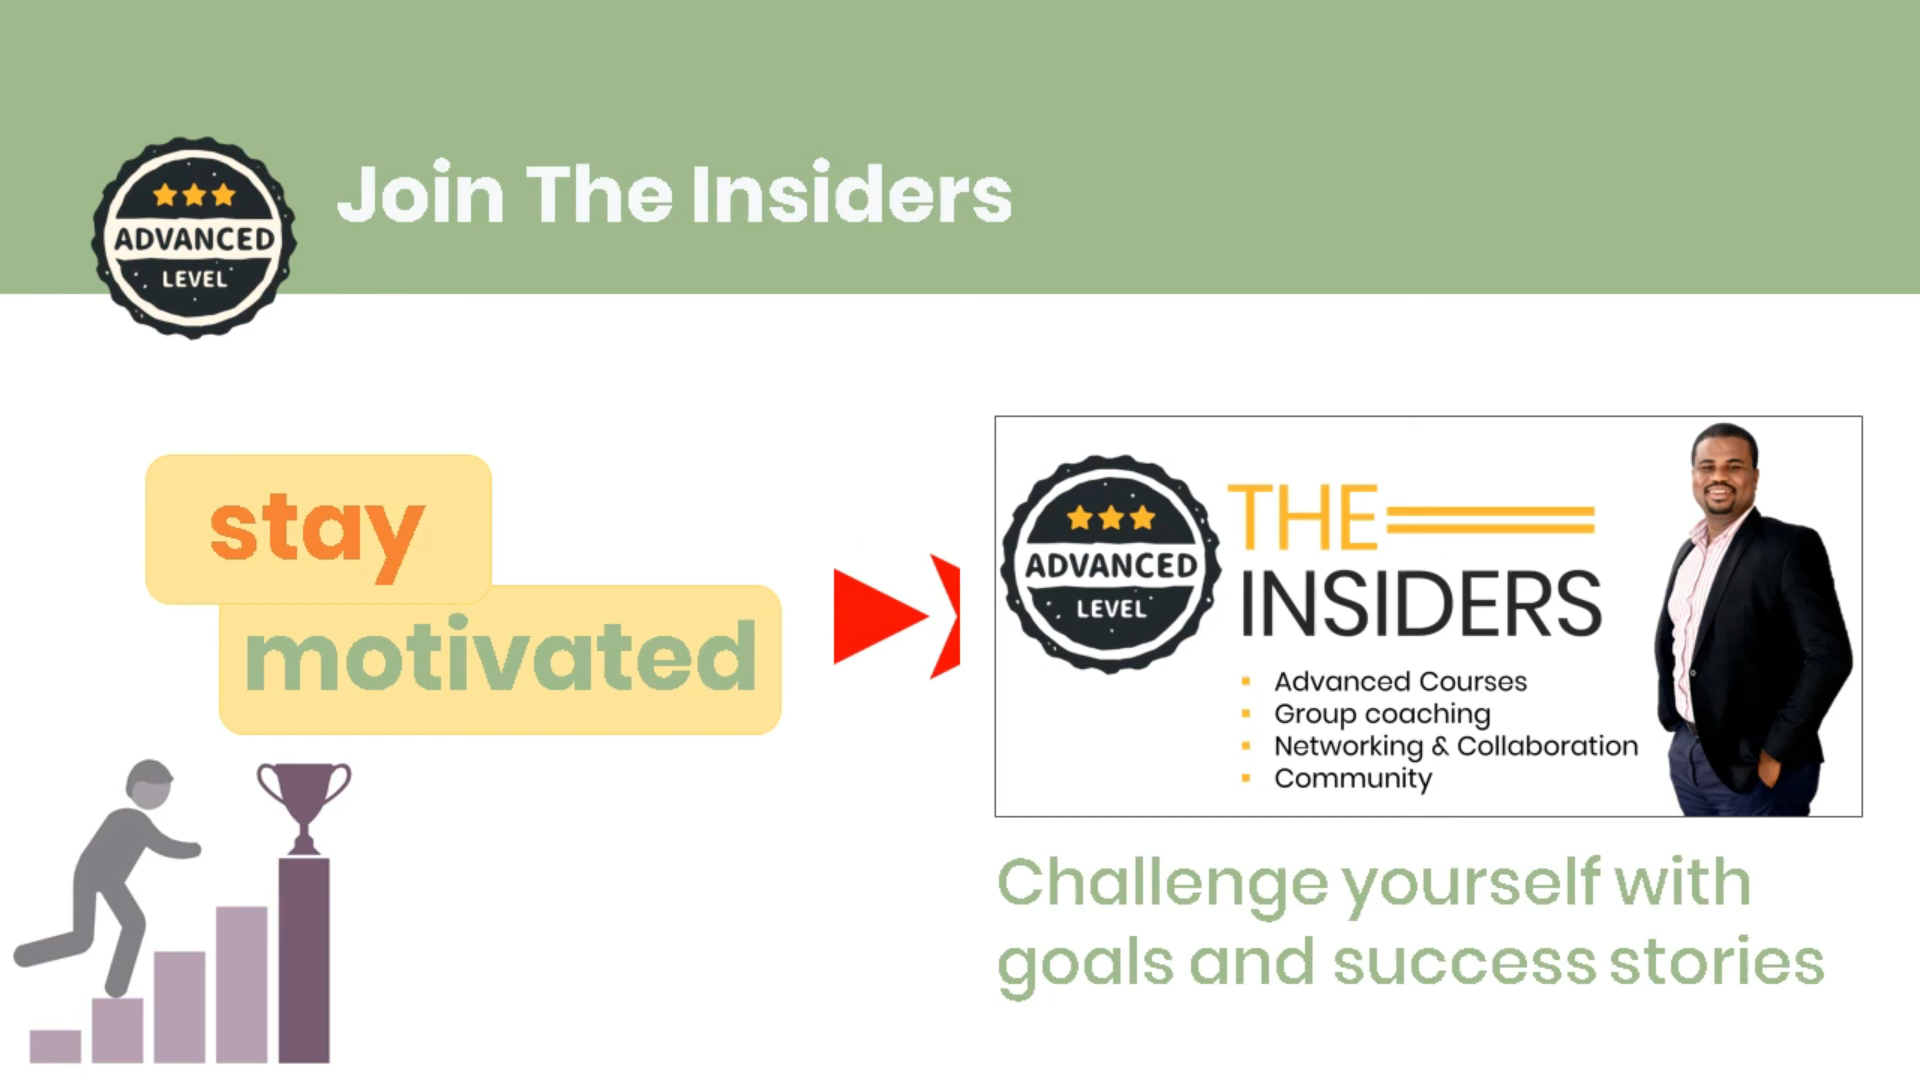 Join The Insiders
ADVANCED
LEVEL
stay
motivated
ADVANCED
LEVEL
THE
INSIDERS
Advanced Courses
Group coaching
Networking & Collaboration
Community
Challenge yourself with
goals and success stories